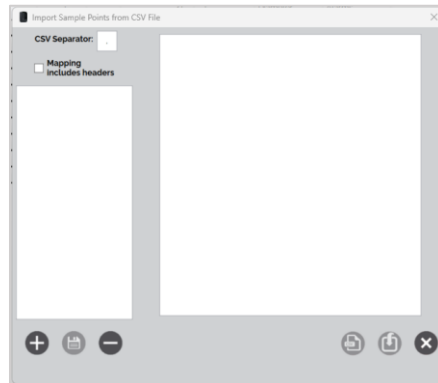 Import Sample Points from CSV File
CSV Separator: ,
Mapping
includes headers